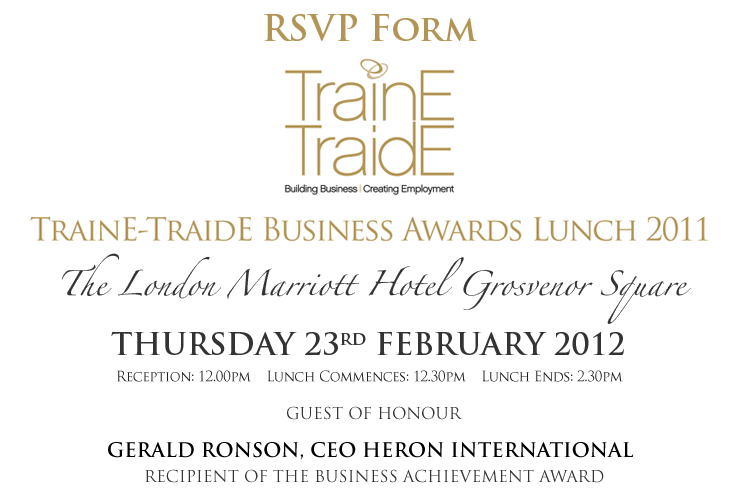 RSVP Form
TrainE
TraidE
Building Business | Creating Employment
TrainE-TraidE Business Awards Lunch 2011
The London Marriott Hotel Grosvenor Square
THURSDAY 23RD FEBRUARY 2012
Reception: 12.00pm Lunch Commences: 12.30pm Lunch Ends: 2.30pm
GUEST OF HONOUR
GERALD RONSON, CEO HERON INTERNATIONAL
RECIPIENT OF THE BUSINESS ACHIEVEMENT AWARD